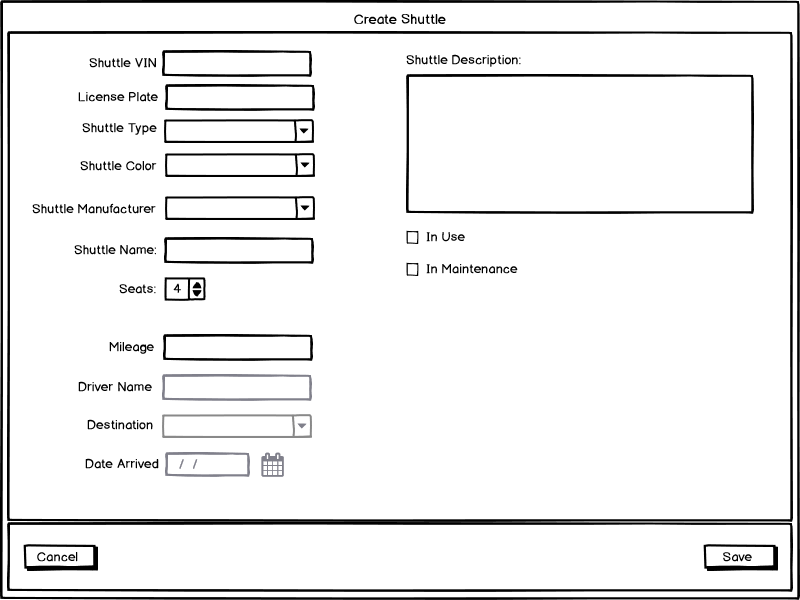 Create Shuttle
Shuttle VIN
License Plate
Shuttle Type
Shuttle Color
Shuttle Manufacturer
Shuttle Name:
Seats: 4
Mileage
Driver Name
Destination
Date Arrived / /
Shuttle Description:
In Use
In Maintenance
Cancel
Save